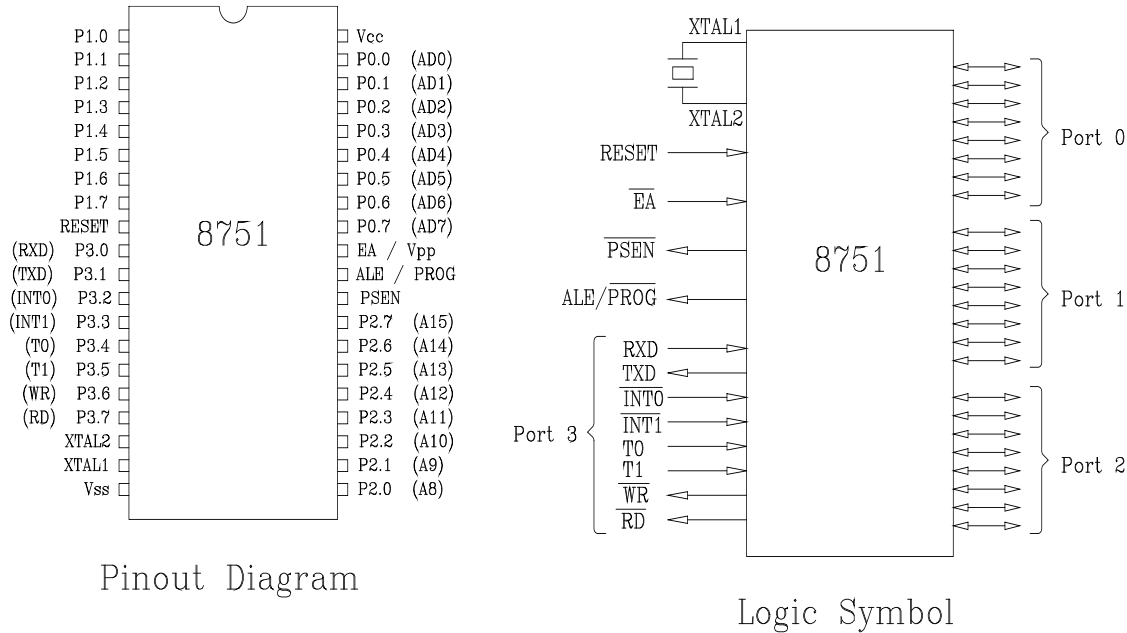 P1.0 Vcc
P1.1 P0.0 (AD0)
P1.2 P0.1 (AD1)
P1.3 P0.2 (AD2)
P1.4 P0.3 (AD3)
P1.5 P0.4 (AD4)
P1.6 P0.5 (AD5)
P1.7 P0.6 (AD6)
RESET P0.7 (AD7)
8751
(RXD) P3.0 EA / Vpp
(TXD) P3.1 ALE / PROG
(INT0) P3.2 PSEN
(INT1) P3.3 P2.7 (A15)
(T0) P3.4 P2.6 (A14)
(T1) P3.5 P2.5 (A13)
(WR) P3.6 P2.4 (A12)
(RD) P3.7 P2.3 (A11)
XTAL2 P2.2 (A10)
XTAL1 P2.1 (A9)
Vss P2.0 (A8)
Pinout Diagram
XTAL1
XTAL2
RESET
EA
PSEN
ALE/PROG
RXD
TXD
INT0
INT1
Port 3
T0
T1
WR
RD
8751
Port 0
Port 1
Port 2
Logic Symbol